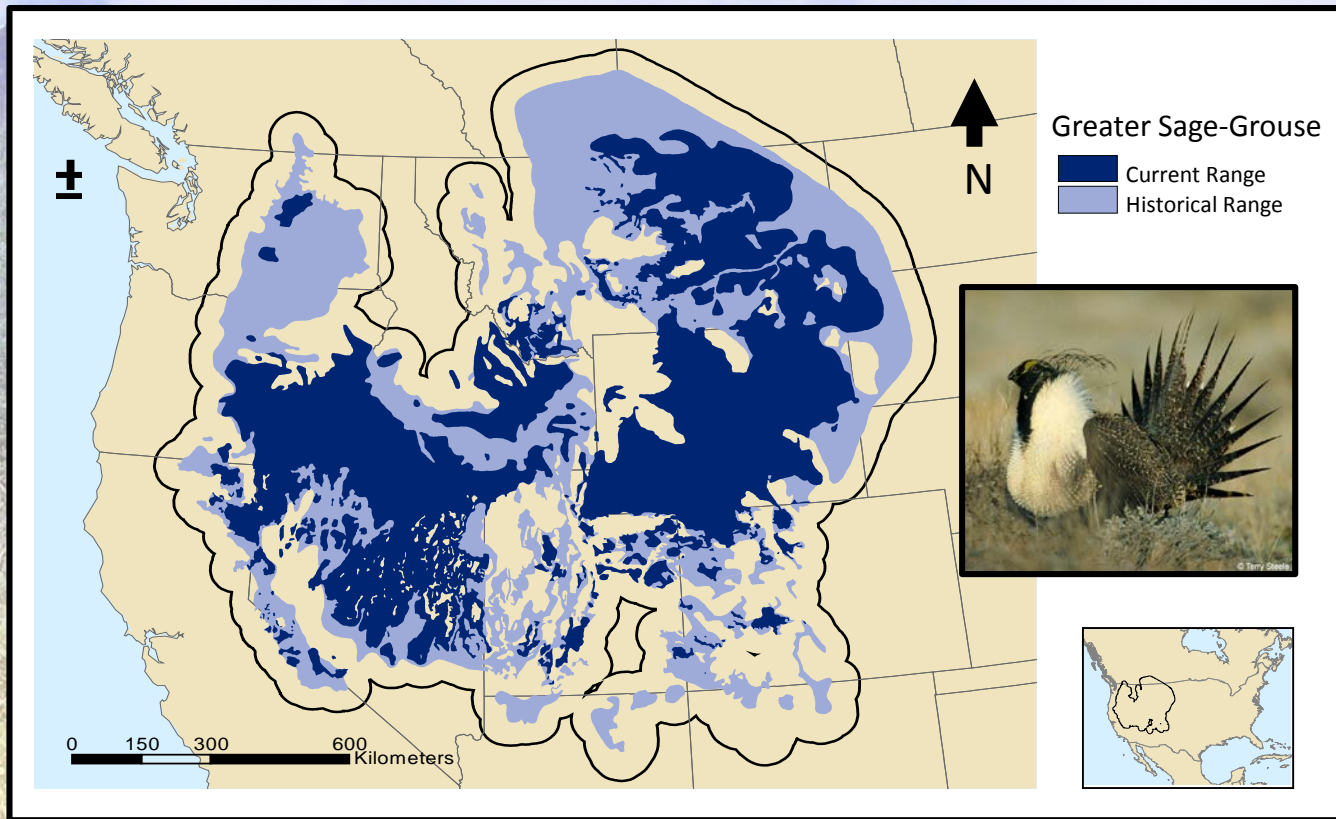 ±
N
Greater Sage-Grouse
Current Range
Historical Range
© Terry Steele
0 150 300 600
Kilometers